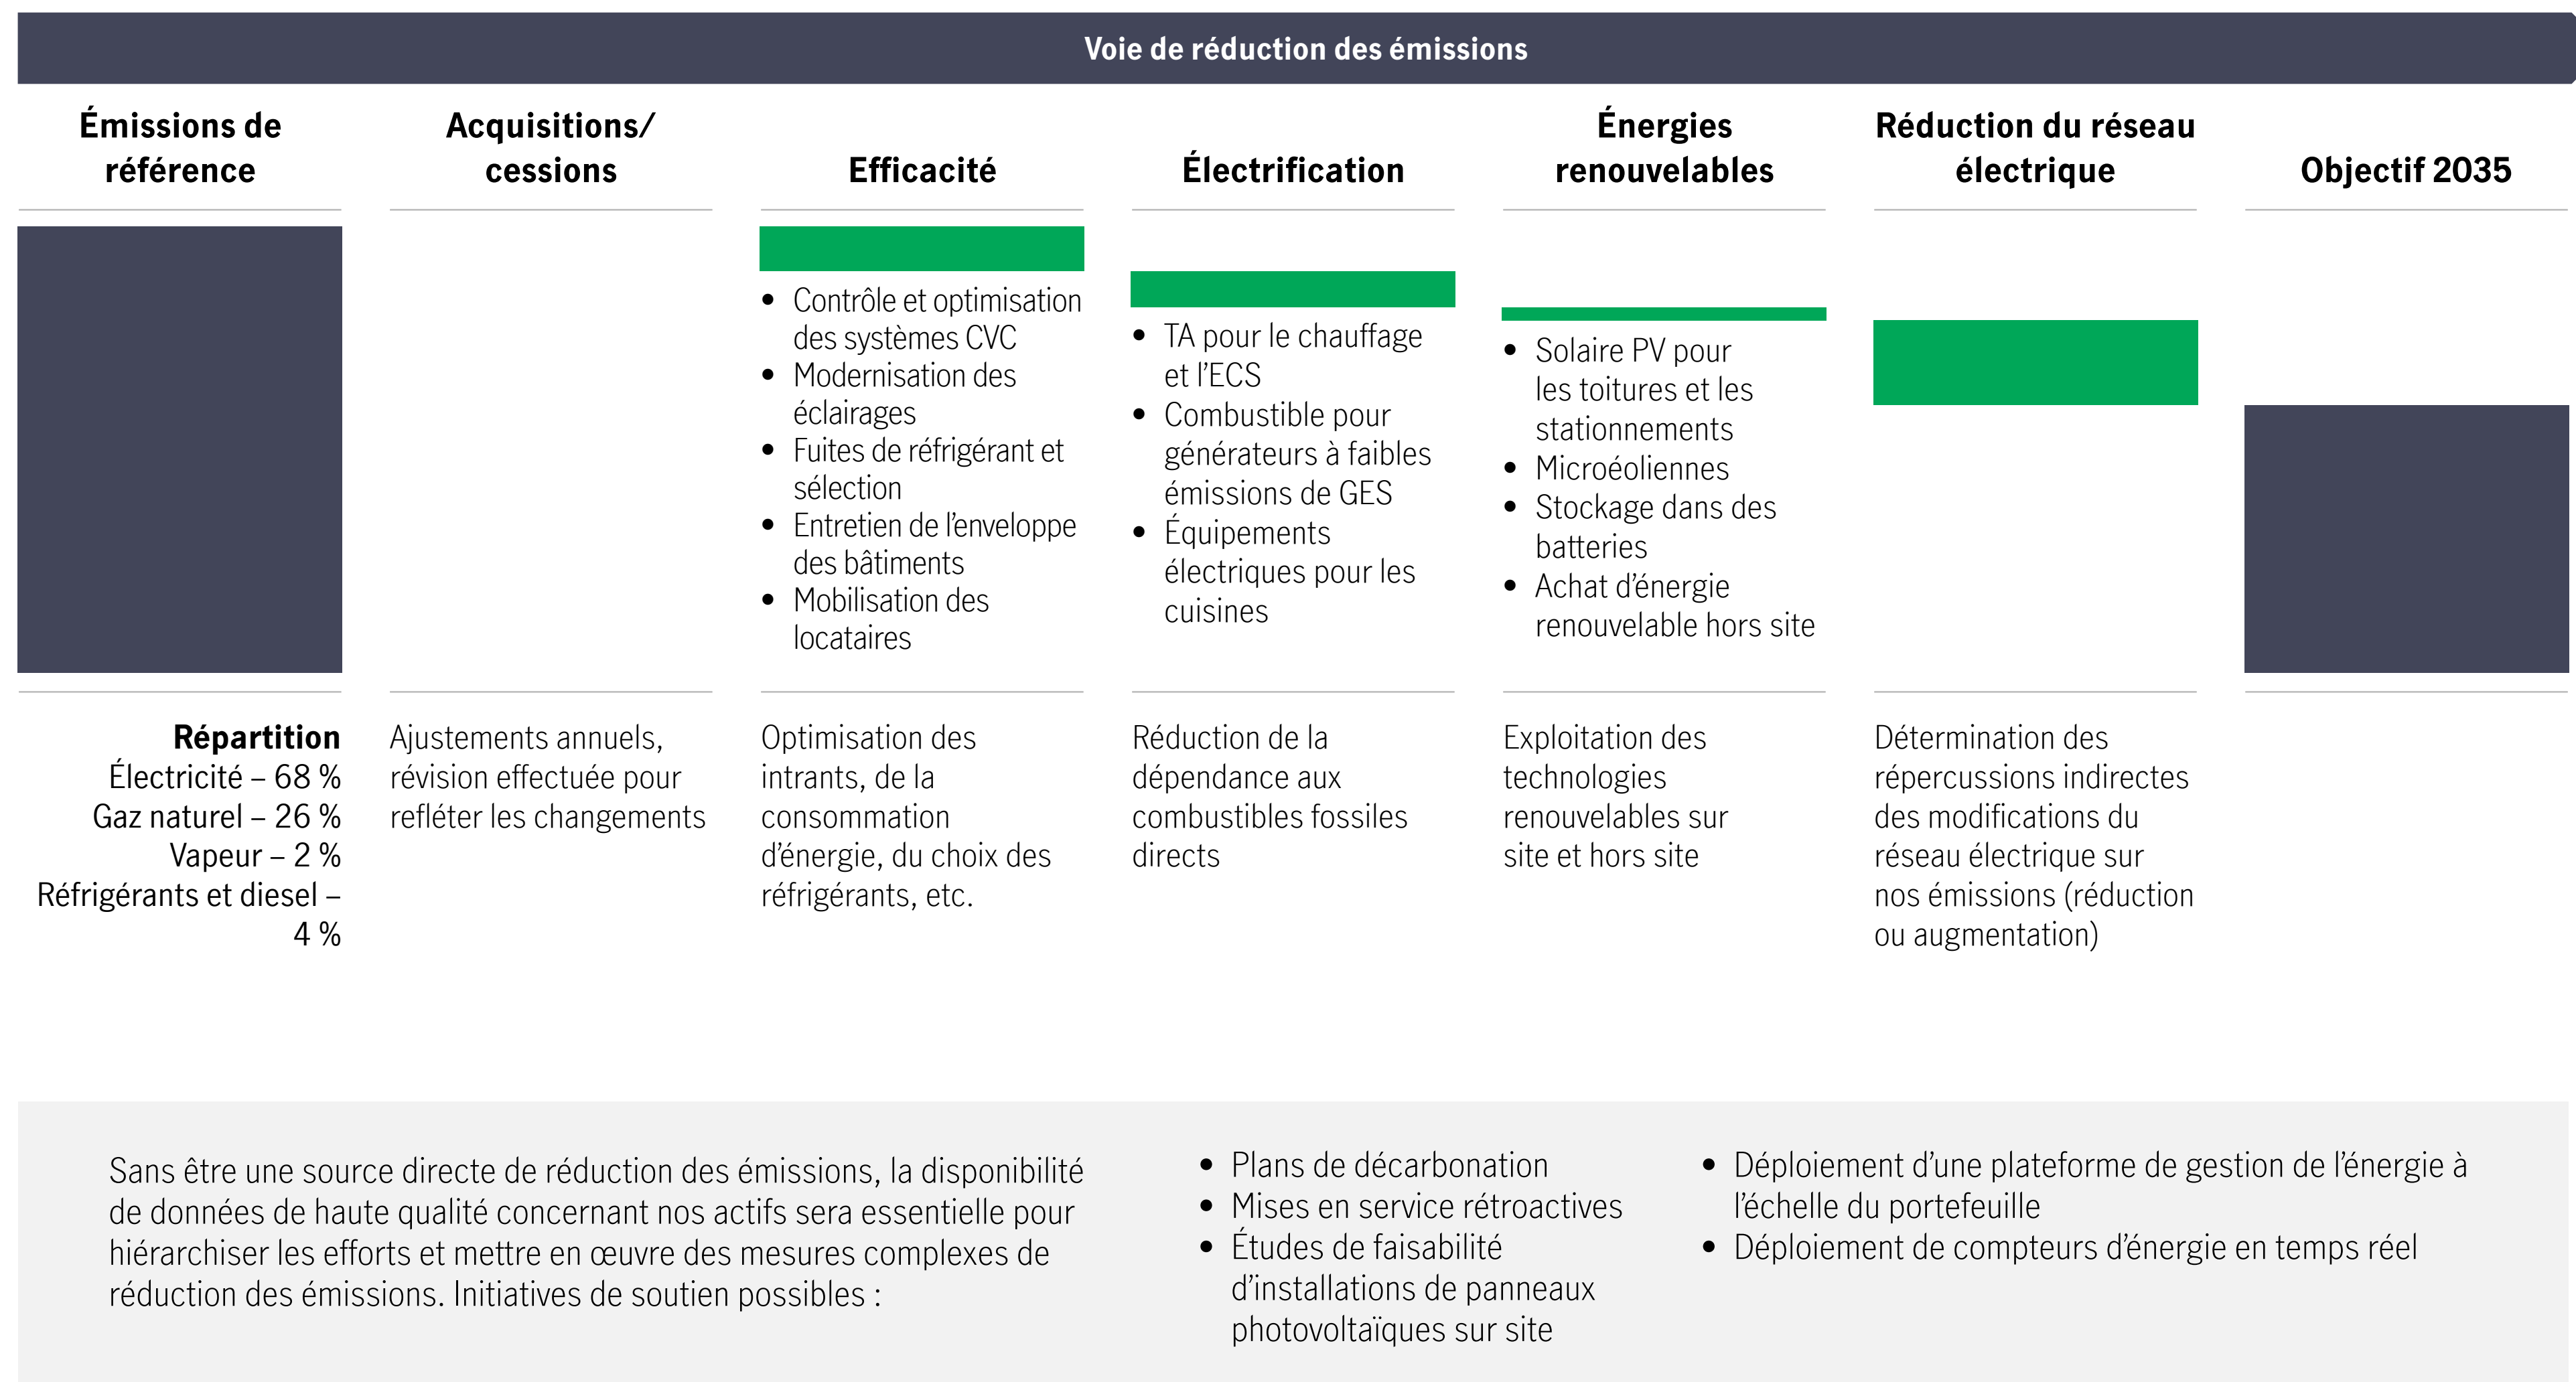 Voie de réduction des émissions
Émissions de
référence
Acquisitions/
cessions
Efficacité
Électrification
Énergies
renouvelables
Réduction du réseau
électrique
Objectif 2035
• Contrôle et optimisation
des systèmes CVC
• Modernisation des
éclairages
• Fuites de réfrigérant et
sélection
• Entretien de l’enveloppe
des bâtiments
• Mobilisation des
locataires
• TA pour le chauffage
et l’ECS
• Combustible pour
générateurs à faibles
émissions de GES
• Équipements
électriques pour les
cuisines
• Solaire PV pour
les toitures et les
stationnements
• Microéoliennes
• Stockage dans des
batteries
• Achat d’énergie
renouvelable hors site
Répartition
Électricité – 68 %
Gaz naturel – 26 %
Vapeur – 2 %
Réfrigérants et diesel –
4 %
Ajustements annuels,
révision effectuée pour
refléter les changements
Optimisation des
intrants, de la
consommation
d’énergie, du choix des
réfrigérants, etc.
Réduction de la
dépendance aux
combustibles fossiles
directs
Exploitation des
technologies
renouvelables sur
site et hors site
Détermination des
répercussions indirectes
des modifications du
réseau électrique sur
nos émissions (réduction
ou augmentation)
Sans être une source directe de réduction des émissions, la disponibilité
de données de haute qualité concernant nos actifs sera essentielle pour
hiérarchiser les efforts et mettre en œuvre des mesures complexes de
réduction des émissions. Initiatives de soutien possibles :
• Plans de décarbonation
• Mises en service rétroactives
• Études de faisabilité
d’installations de panneaux
photovoltaïques sur site
• Déploiement d’une plateforme de gestion de l’énergie à
l’échelle du portefeuille
• Déploiement de compteurs d’énergie en temps réel